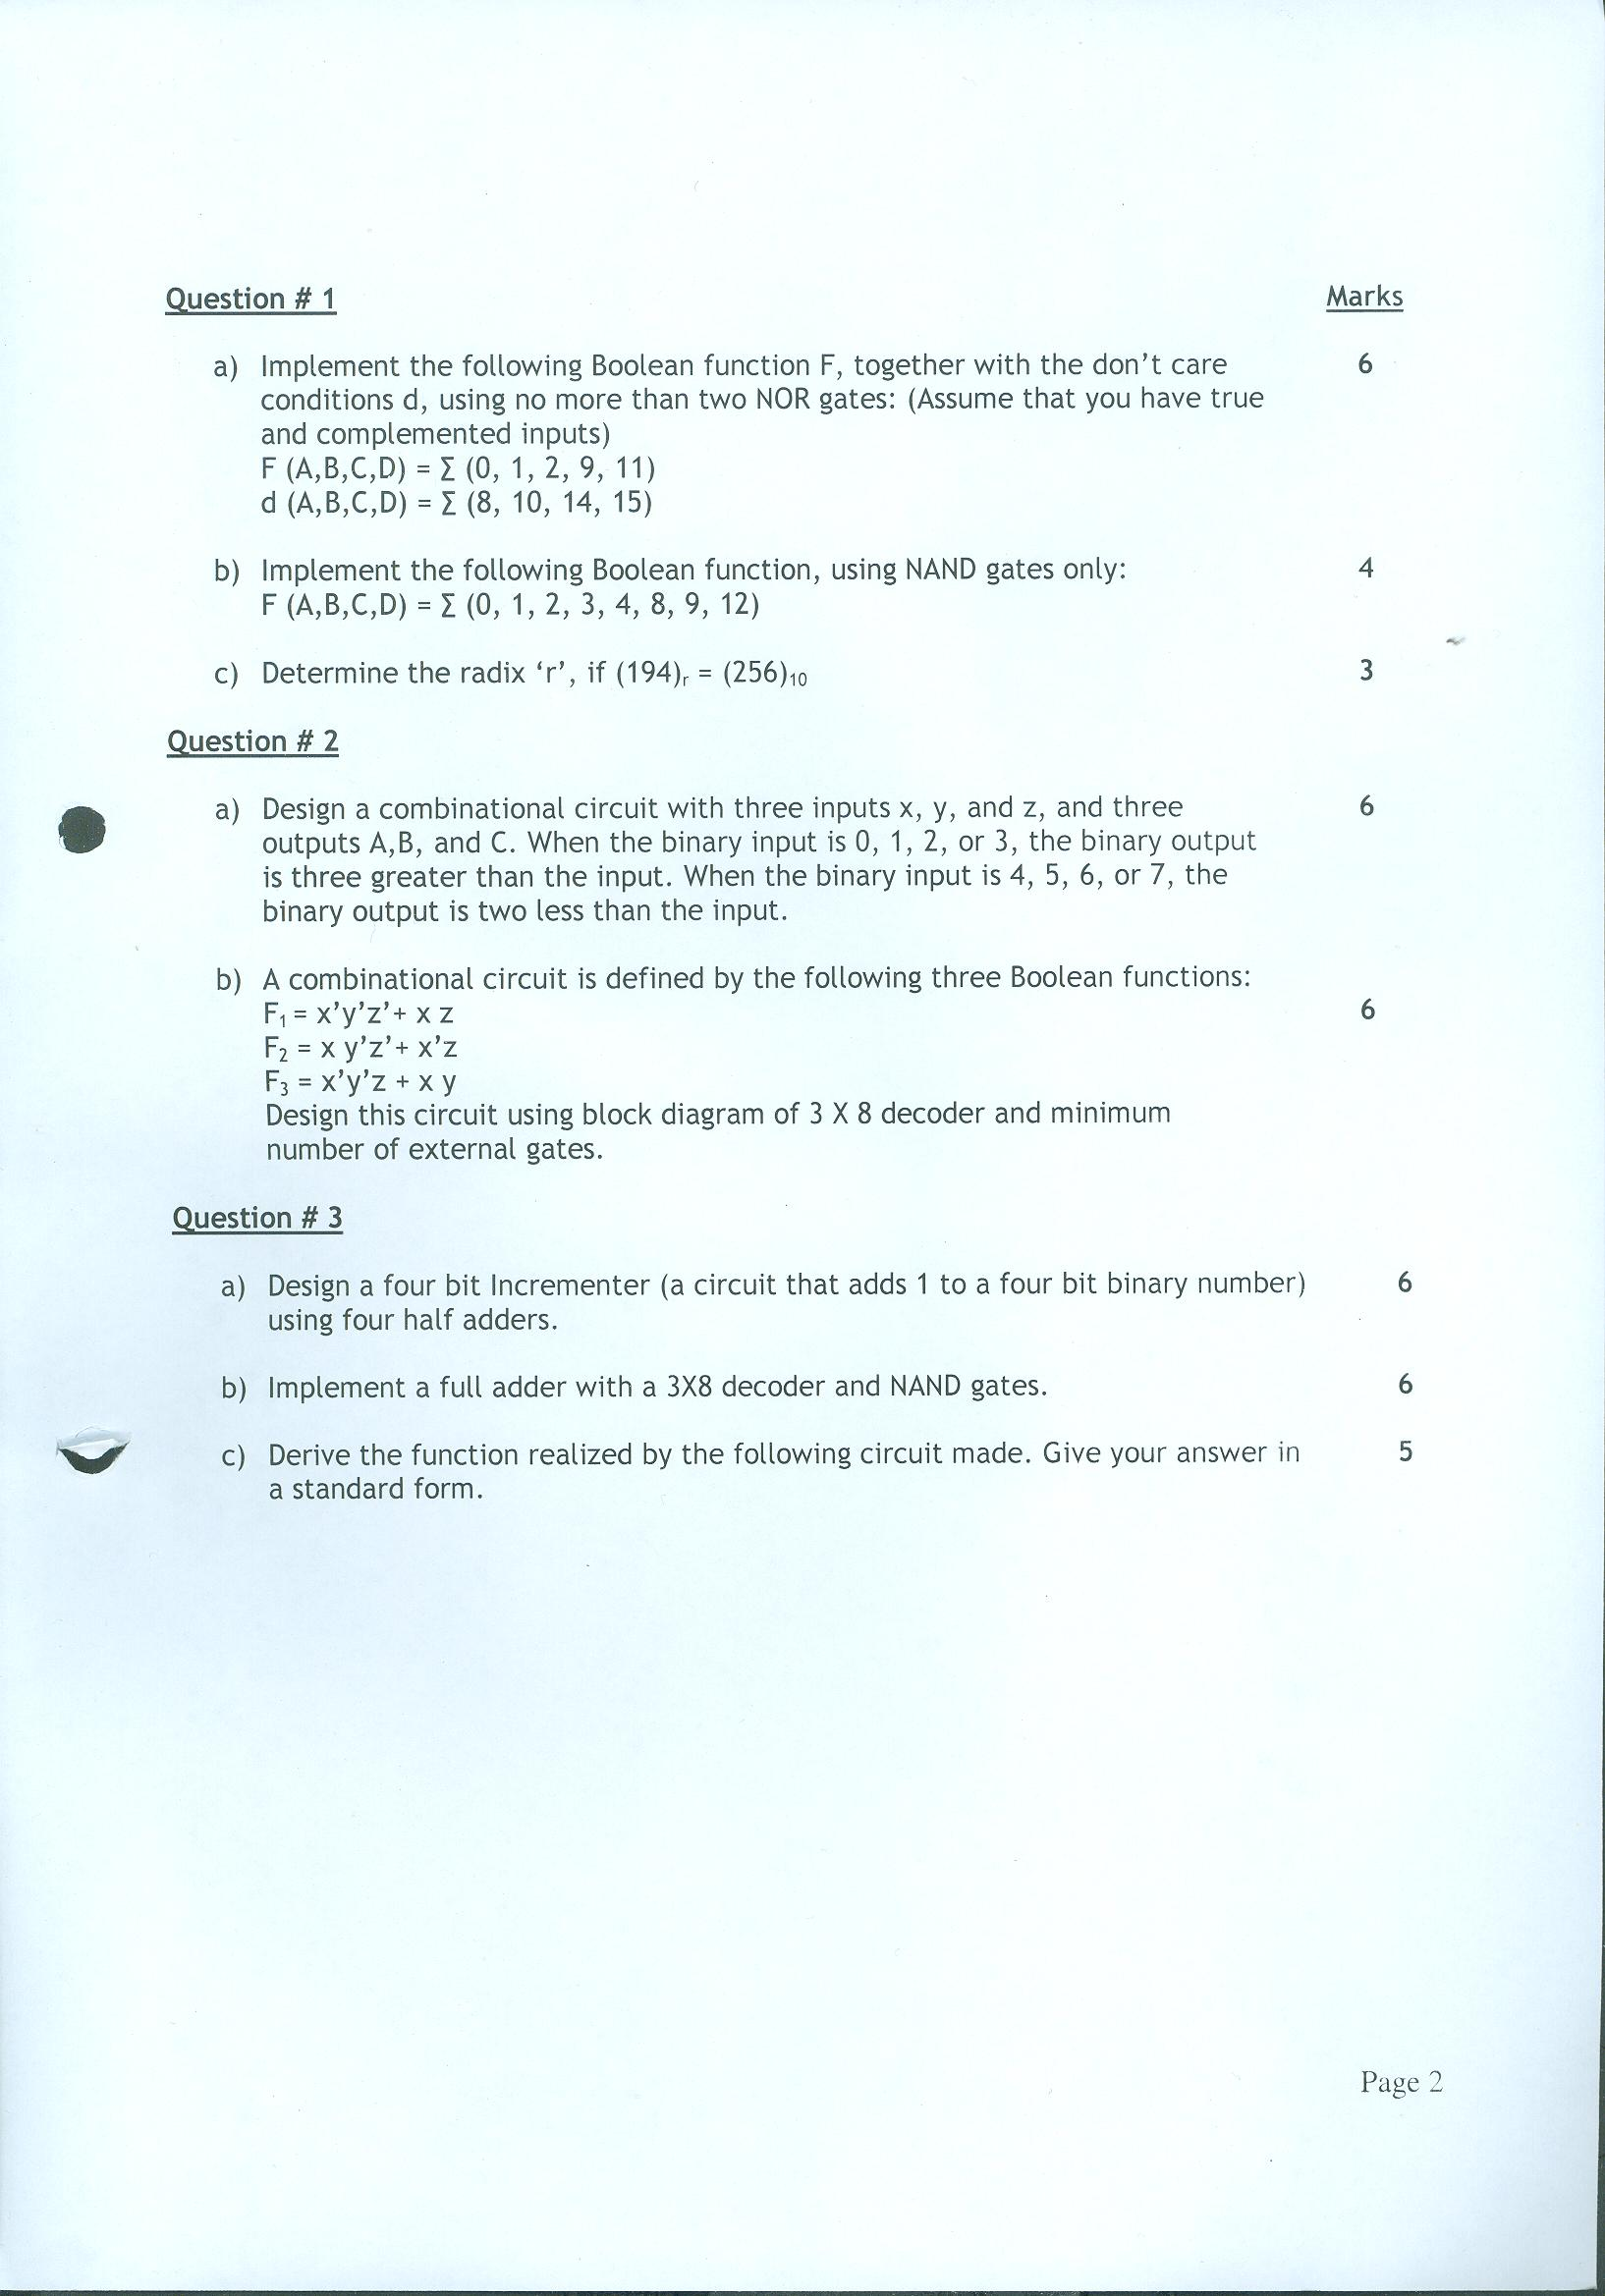 Question # 1
Marks
a) Implement the following Boolean function F, together with the don't care 6
conditions d, using no more than two NOR gates: (Assume that you have true
and complemented inputs)
F (A,B,C,D) = Σ (0, 1, 2, 9, 11)
d (A,B,C,D) = Σ (8, 10, 14, 15)
b) Implement the following Boolean function, using NAND gates only: 4
F (A,B,C,D) = Σ (0, 1, 2, 3, 4, 8, 9, 12)
c) Determine the radix ‘r’, if (194)r = (256)10 3
Question # 2
a) Design a combinational circuit with three inputs x, y, and z, and three 6
outputs A,B, and C. When the binary input is 0, 1, 2, or 3, the binary output
is three greater than the input. When the binary input is 4, 5, 6, or 7, the
binary output is two less than the input.
b) A combinational circuit is defined by the following three Boolean functions:
F1 = x’y’z’+ x z 6
F2 = x y’z’+ x’z
F3 = x’y’z + x y
Design this circuit using block diagram of 3 X 8 decoder and minimum
number of external gates.
Question # 3
a) Design a four bit Incrementer (a circuit that adds 1 to a four bit binary number) 6
using four half adders.
b) Implement a full adder with a 3X8 decoder and NAND gates. 6
c) Derive the function realized by the following circuit made. Give your answer in 5
a standard form.
Page 2